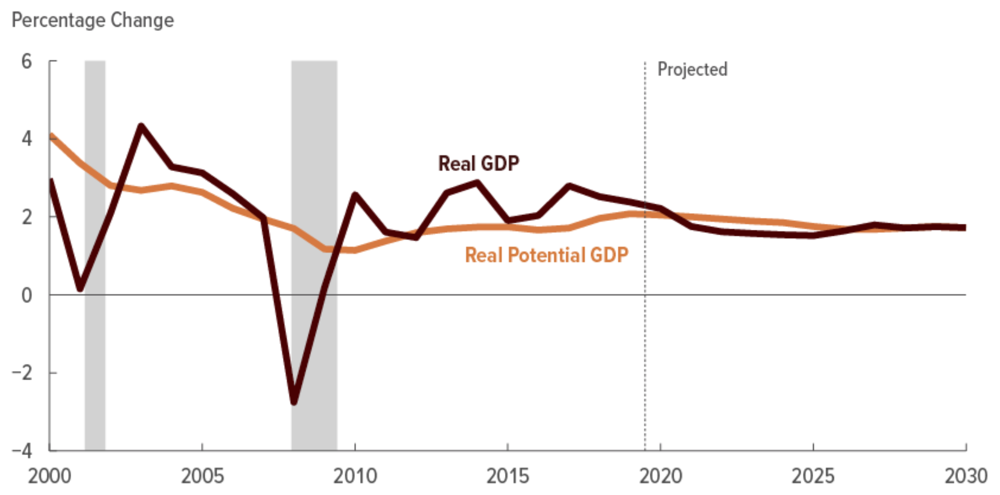 Percentage Change
6
Projected
4
Real GDP
2
Real Potential GDP
0
−2
−4
2000 2005 2010 2015 2020 2025 2030